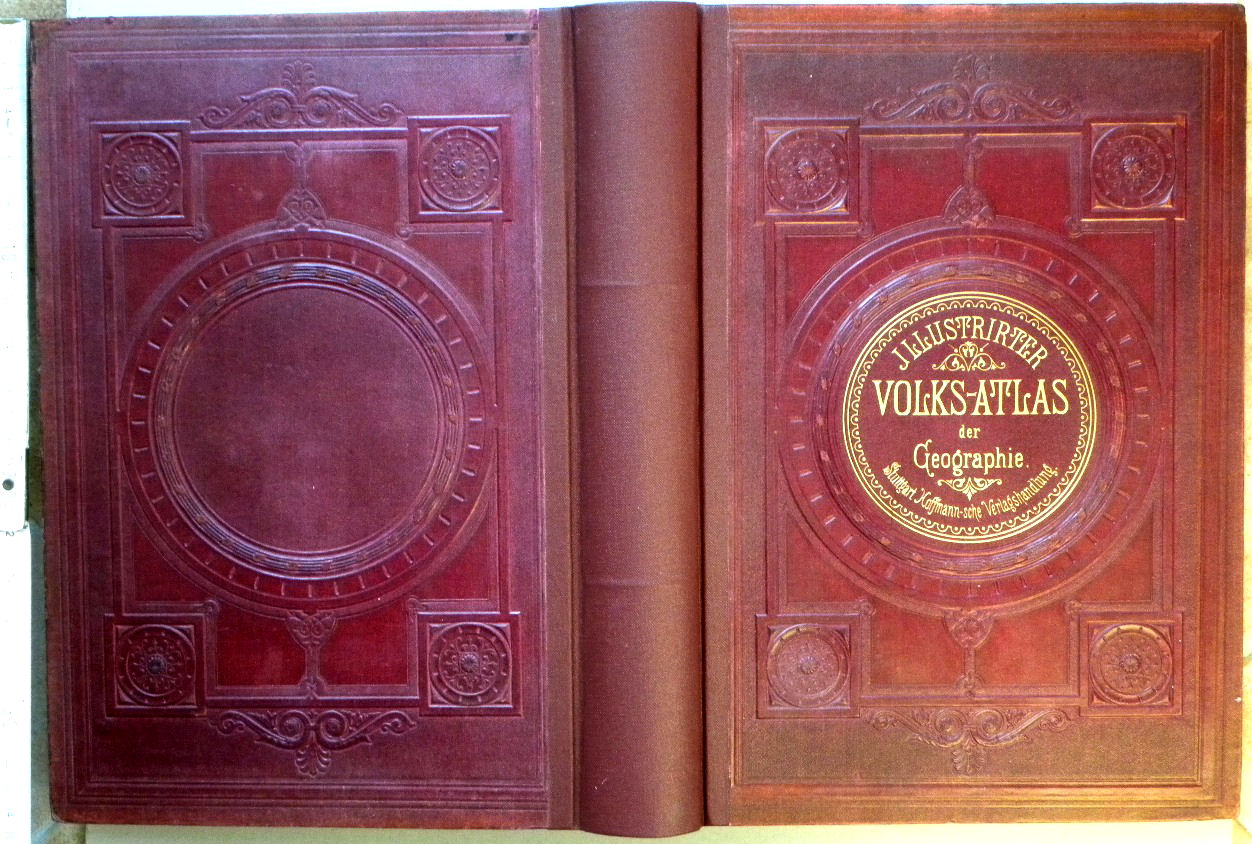 JLLUSTRIRTER
VOLKS-ATLAS
der
Geographie.
Stuttgart Hoffmann-sche Verlagshandlung.